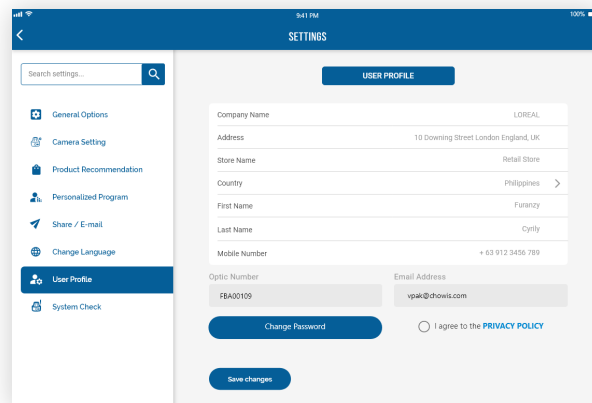 9:41 PM
100%
SETTINGS
Search settings...
General Options
Camera Setting
Product Recommendation
Personalized Program
Share / E-mail
Change Language
User Profile
System Check
USER PROFILE
Company Name LOREAL
Address 10 Downing Street London England, UK
Store Name Retail Store
Country Philippines
First Name Furanzy
Last Name Cyrily
Mobile Number + 63 912 3456 789
Optic Number Email Address
FBA00109 vpak@chowis.com
Change Password I agree to the PRIVACY POLICY
Save changes